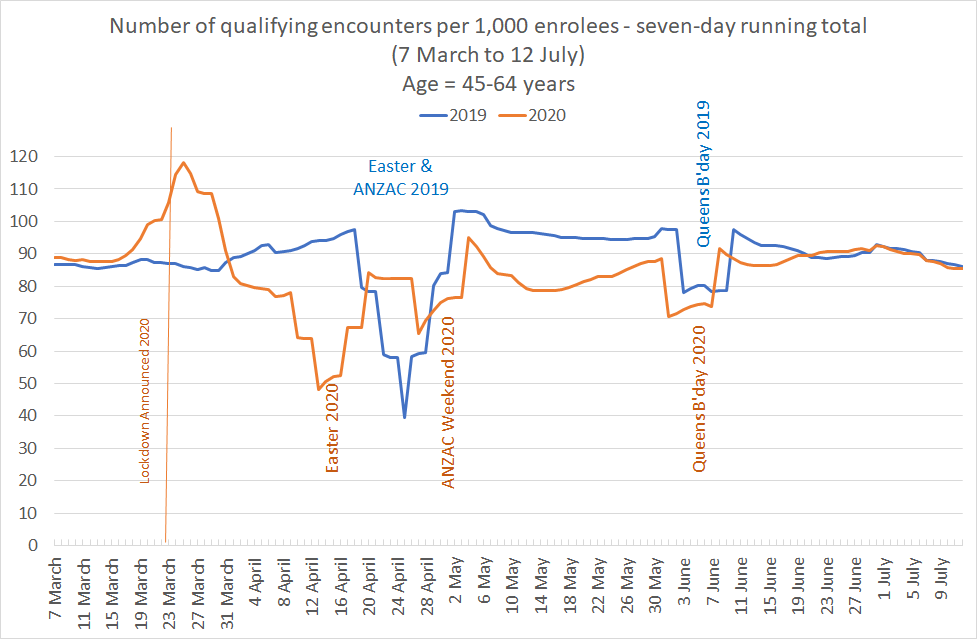 Number of qualifying encounters per 1,000 enrolees - seven-day running total
(7 March to 12 July)
Age = 45-64 years
2019 2020
Easter &
ANZAC 2019
Queens B'day 2019
Lockdown Announced 2020
Easter 2020
ANZAC Weekend 2020
Queens B'day 2020
120
110
100
90
80
70
60
50
40
30
20
10
0
7 March
11 March
15 March
19 March
23 March
27 March
31 March
4 April
8 April
12 April
16 April
20 April
24 April
28 April
2 May
6 May
10 May
14 May
18 May
22 May
26 May
30 May
3 June
7 June
11 June
15 June
19 June
23 June
27 June
1 July
5 July
9 July